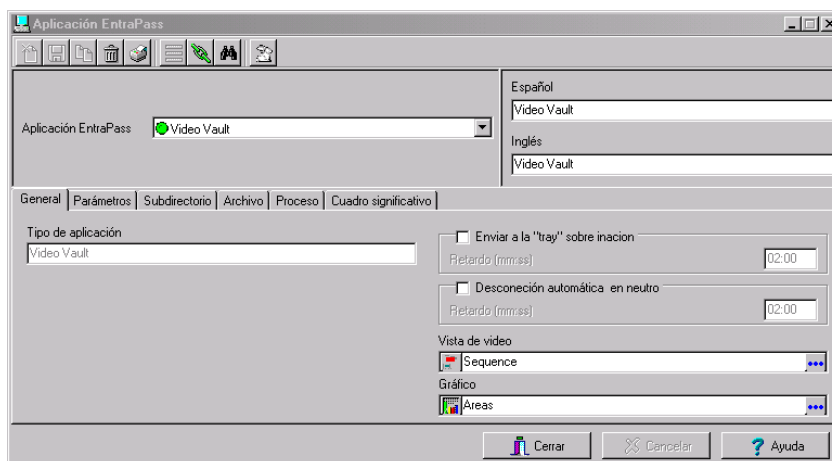 Aplicación EntraPass
Español
Video Vault
Aplicación EntraPass Video Vault
Inglés
Video Vault
General Parámetros Subdirectorio Archivo Proceso Cuadro significativo
Tipo de aplicación
Video Vault
Enviar a la "tray" sobre inacion
Retardo (mm:ss) 02:00
Desconeción automática en neutro
Retardo (mm:ss) 02:00
Vista de video
Sequence
Gráfico
Areas
Cerrar Cancelar Ayuda